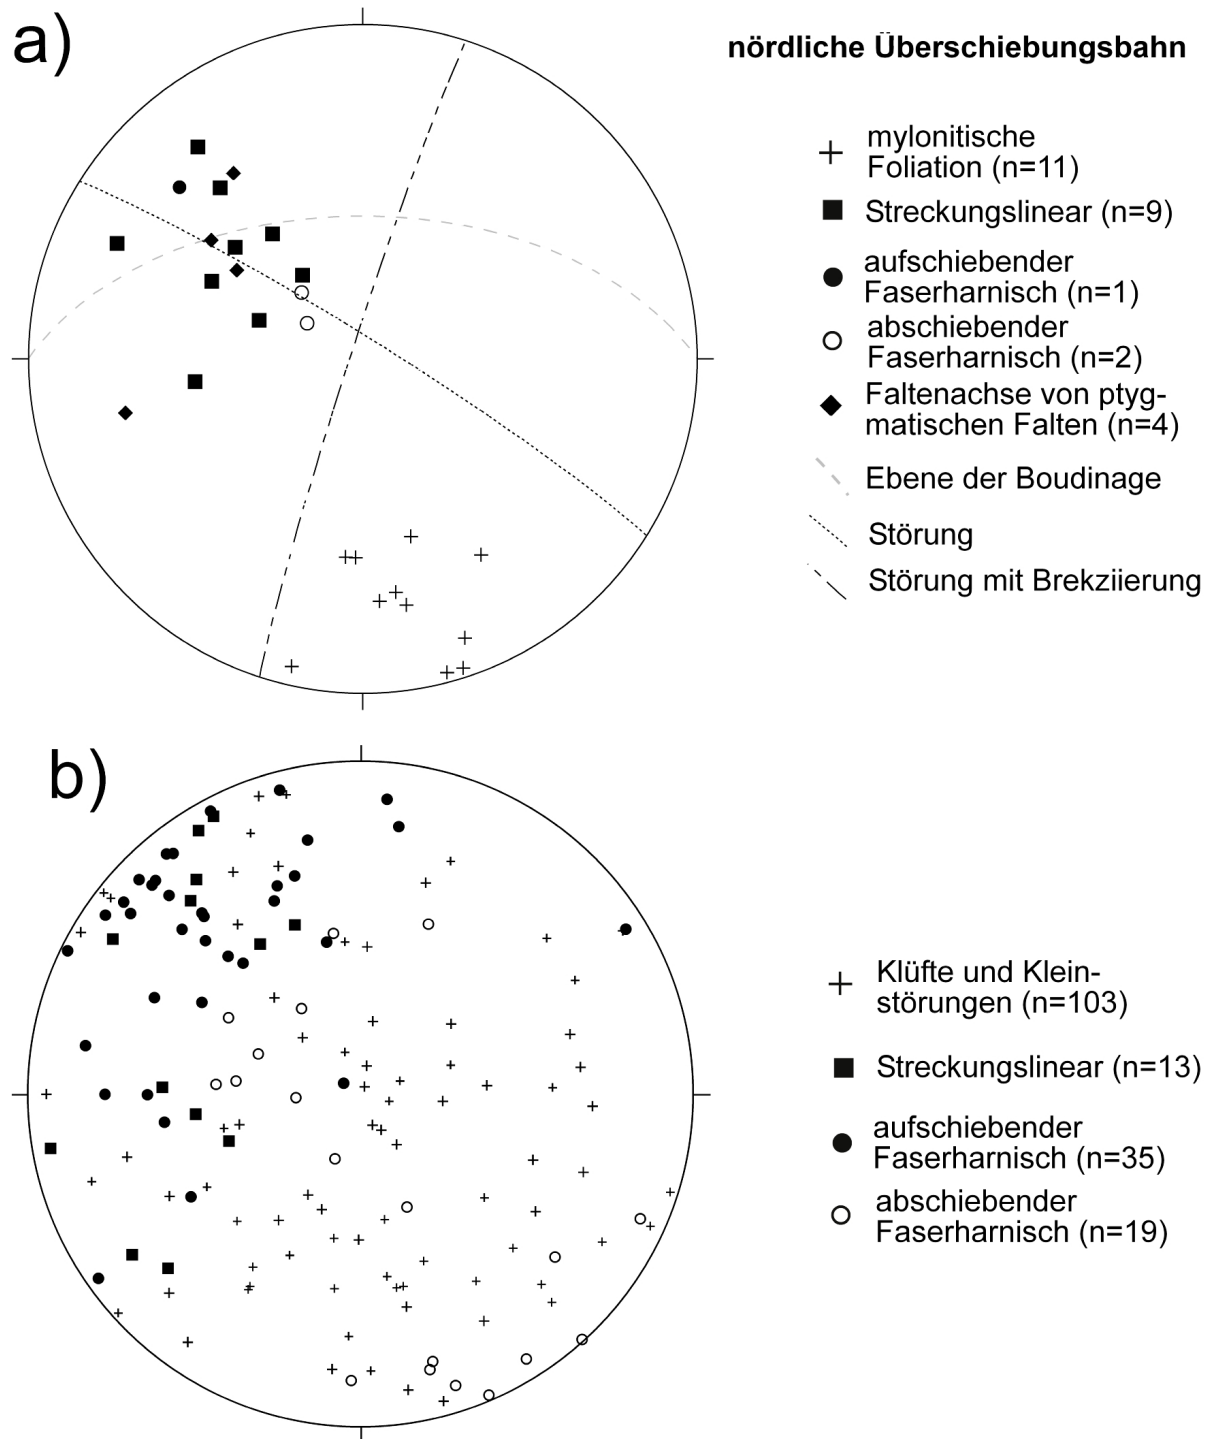 a)
nördliche Überschiebungsbahn
mylonitische
Foliation (n=11)
Streckungslinear (n=9)
aufschiebender
Faserharnisch (n=1)
abschiebender
Faserharnisch (n=2)
Faltenachse von ptyg-
matischen Falten (n=4)
Ebene der Boudinage
Störung
Störung mit Brekziierung
b)
Klüfte und Klein-
störungen (n=103)
Streckungslinear (n=13)
aufschiebender
Faserharnisch (n=35)
abschiebender
Faserharnisch (n=19)